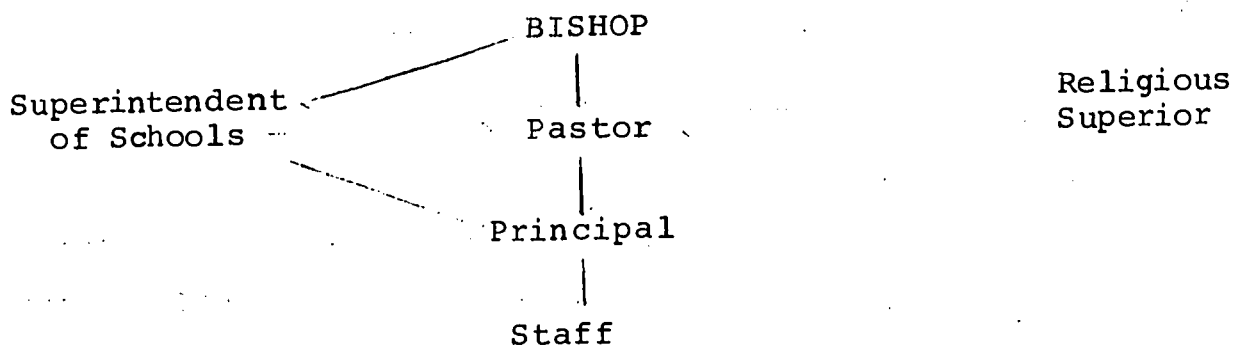 BISHOP
Superintendent
of Schools
Pastor
Religious
Superior
Principal
Staff